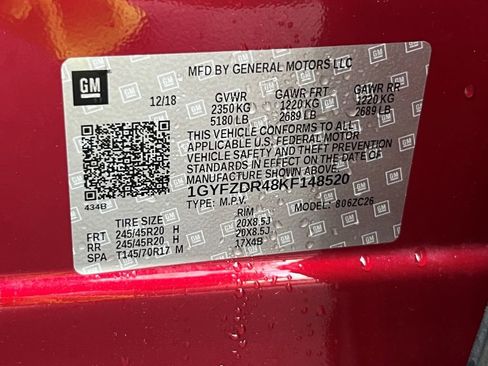 GM
MFD BY GENERAL MOTORS LLC
12/18 GVWR GAWR FRT GAWR RR
2350 KG 1220 KG 1220 KG
5180 LB 2689 LB 2689 LB
THIS VEHICLE CONFORMS TO ALL
APPLICABLE U.S. FEDERAL MOTOR
VEHICLE SAFETY AND THEFT PREVENTION
STANDARDS IN EFFECT ON THE DATE OF
MANUFACTURE SHOWN ABOVE.
1GYFZDR48KF148520
434B TYPE: M.P.V. MODEL: 6062C26
TIRE SIZE RIM
FRT 245/45R20 H 20X8.5J
RR 245/45R20 H 20X8.5J
SPA T145/70R17 M 17X4B